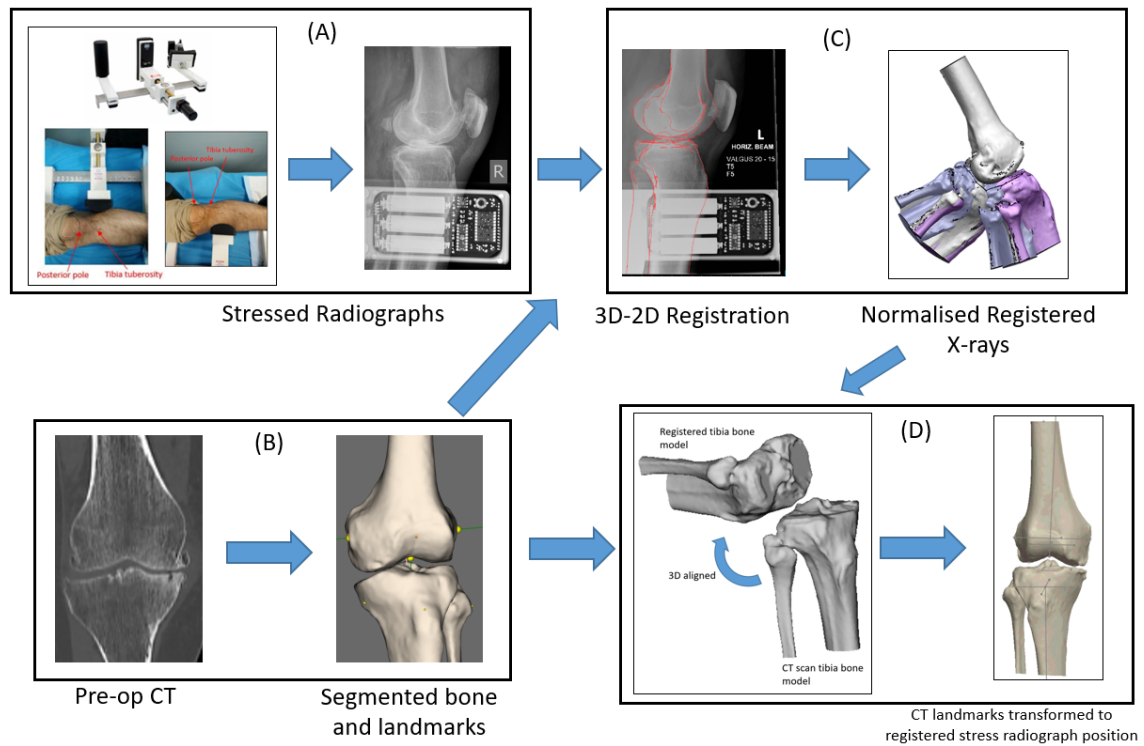 (A)
Posterior pole
Tibia tuberosity
Posterior pole
Tibia tuberosity
R
Stressed Radiographs
(C)
L
HORIZ. BEAM
VALGUS 20 - 15
T5
F5
3D-2D Registration
Normalised Registered
X-rays
(B)
Pre-op CT
Segmented bone
and landmarks
(D)
Registered tibia bone
model
3D aligned
CT scan tibia bone
model
CT landmarks transformed to
registered stress radiograph position